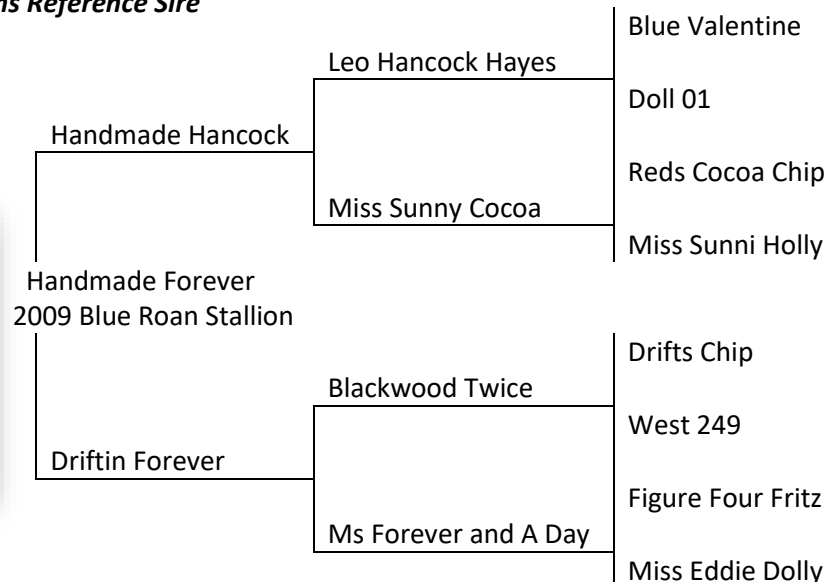 ns Reference Sire
Blue Valentine
Leo Hancock Hayes
Doll 01
Handmade Hancock
Reds Cocoa Chip
Miss Sunny Cocoa
Miss Sunni Holly
Handmade Forever
2009 Blue Roan Stallion
Drifts Chip
Blackwood Twice
West 249
Driftin Forever
Figure Four Fritz
Ms Forever and A Day
Miss Eddie Dolly